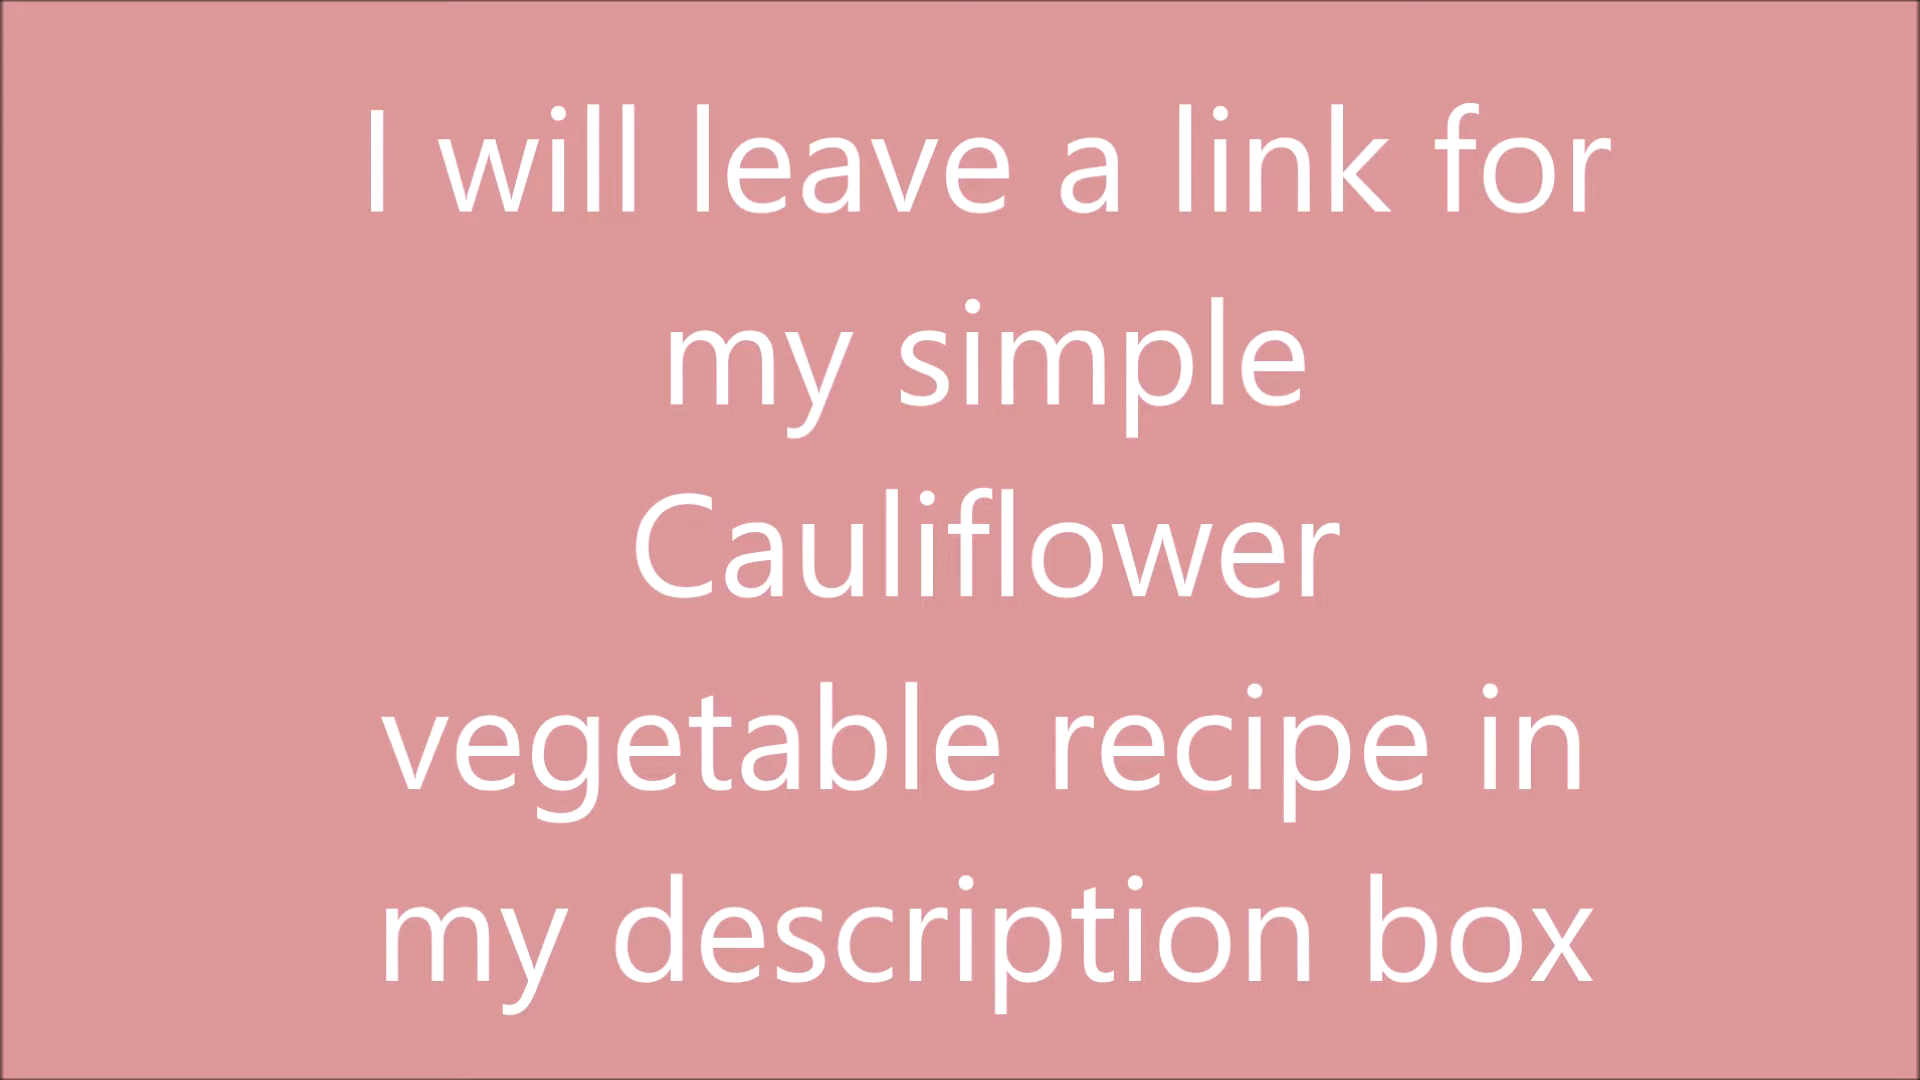 I will leave a link for
my simple
Cauliflower
vegetable recipe in
my description box